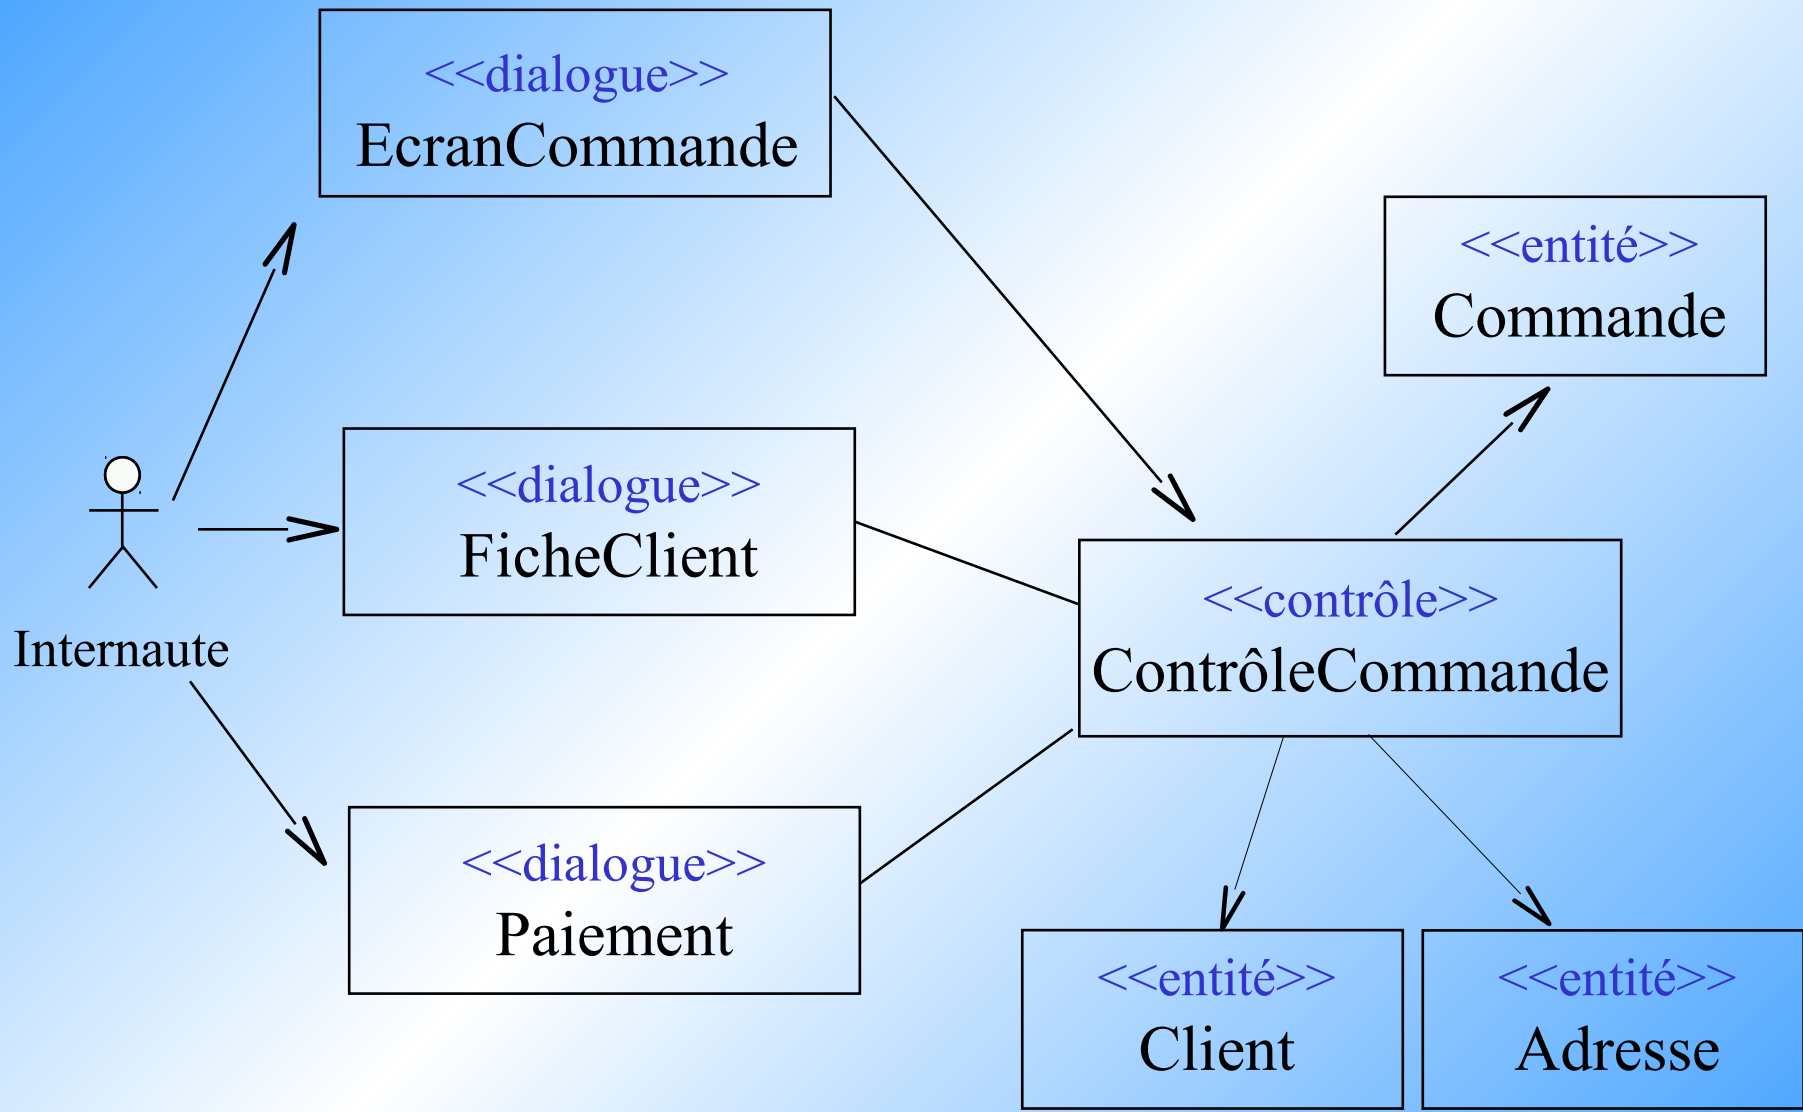 <<dialogue>>
EcranCommande
<<entité>>
Commande
<<dialogue>>
FicheClient
<<contrôle>>
ContrôleCommande
Internaute
<<dialogue>>
Paiement
<<entité>>
Client
<<entité>>
Adresse